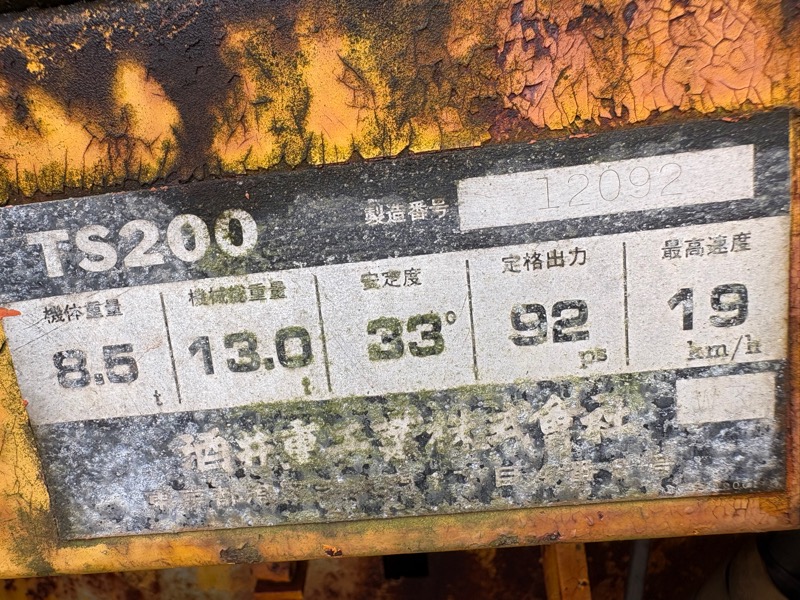 TS200 製造番号 12092
機体重量 機械総重量 安定度 定格出力 最高速度
8.5 t 13.0 t 33° 92 ps 19 km/h
酒井重工業株式會社